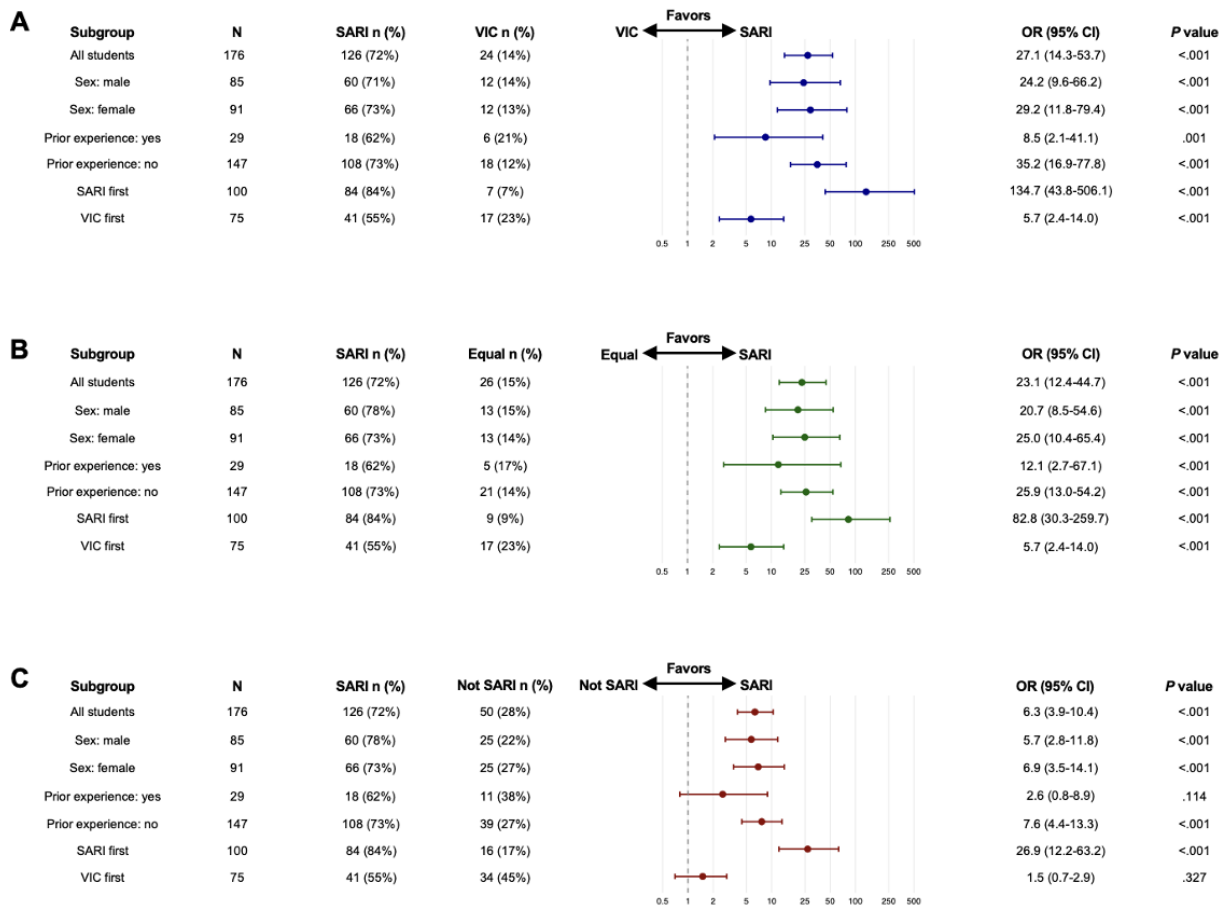 A
Favors
Subgroup N SARI n (%) VIC n (%) VIC SARI OR (95% CI) P value
All students 176 126 (72%) 24 (14%) 27.1 (14.3-53.7) <.001
Sex: male 85 60 (71%) 12 (14%) 24.2 (9.6-66.2) <.001
Sex: female 91 66 (73%) 12 (13%) 29.2 (11.8-79.4) <.001
Prior experience: yes 29 18 (62%) 6 (21%) 8.5 (2.1-41.1) .001
Prior experience: no 147 108 (73%) 18 (12%) 35.2 (16.9-77.8) <.001
SARI first 100 84 (84%) 7 (7%) 134.7 (43.8-506.1) <.001
VIC first 75 41 (55%) 17 (23%) 5.7 (2.4-14.0) <.001
0.5 1 2 5 10 25 50 100 250 500
B
Favors
Subgroup N SARI n (%) Equal n (%) Equal SARI OR (95% CI) P value
All students 176 126 (72%) 26 (15%) 23.1 (12.4-44.7) <.001
Sex: male 85 60 (78%) 13 (15%) 20.7 (8.5-54.6) <.001
Sex: female 91 66 (73%) 13 (14%) 25.0 (10.4-65.4) <.001
Prior experience: yes 29 18 (62%) 5 (17%) 12.1 (2.7-67.1) <.001
Prior experience: no 147 108 (73%) 21 (14%) 25.9 (13.0-54.2) <.001
SARI first 100 84 (84%) 9 (9%) 82.8 (30.3-259.7) <.001
VIC first 75 41 (55%) 17 (23%) 5.7 (2.4-14.0) <.001
0.5 1 2 5 10 25 50 100 250 500
C
Favors
Subgroup N SARI n (%) Not SARI n (%) Not SARI SARI OR (95% CI) P value
All students 176 126 (72%) 50 (28%) 6.3 (3.9-10.4) <.001
Sex: male 85 60 (78%) 25 (22%) 5.7 (2.8-11.8) <.001
Sex: female 91 66 (73%) 25 (27%) 6.9 (3.5-14.1) <.001
Prior experience: yes 29 18 (62%) 11 (38%) 2.6 (0.8-8.9) .114
Prior experience: no 147 108 (73%) 39 (27%) 7.6 (4.4-13.3) <.001
SARI first 100 84 (84%) 16 (17%) 26.9 (12.2-63.2) <.001
VIC first 75 41 (55%) 34 (45%) 1.5 (0.7-2.9) .327
0.5 1 2 5 10 25 50 100 250 500